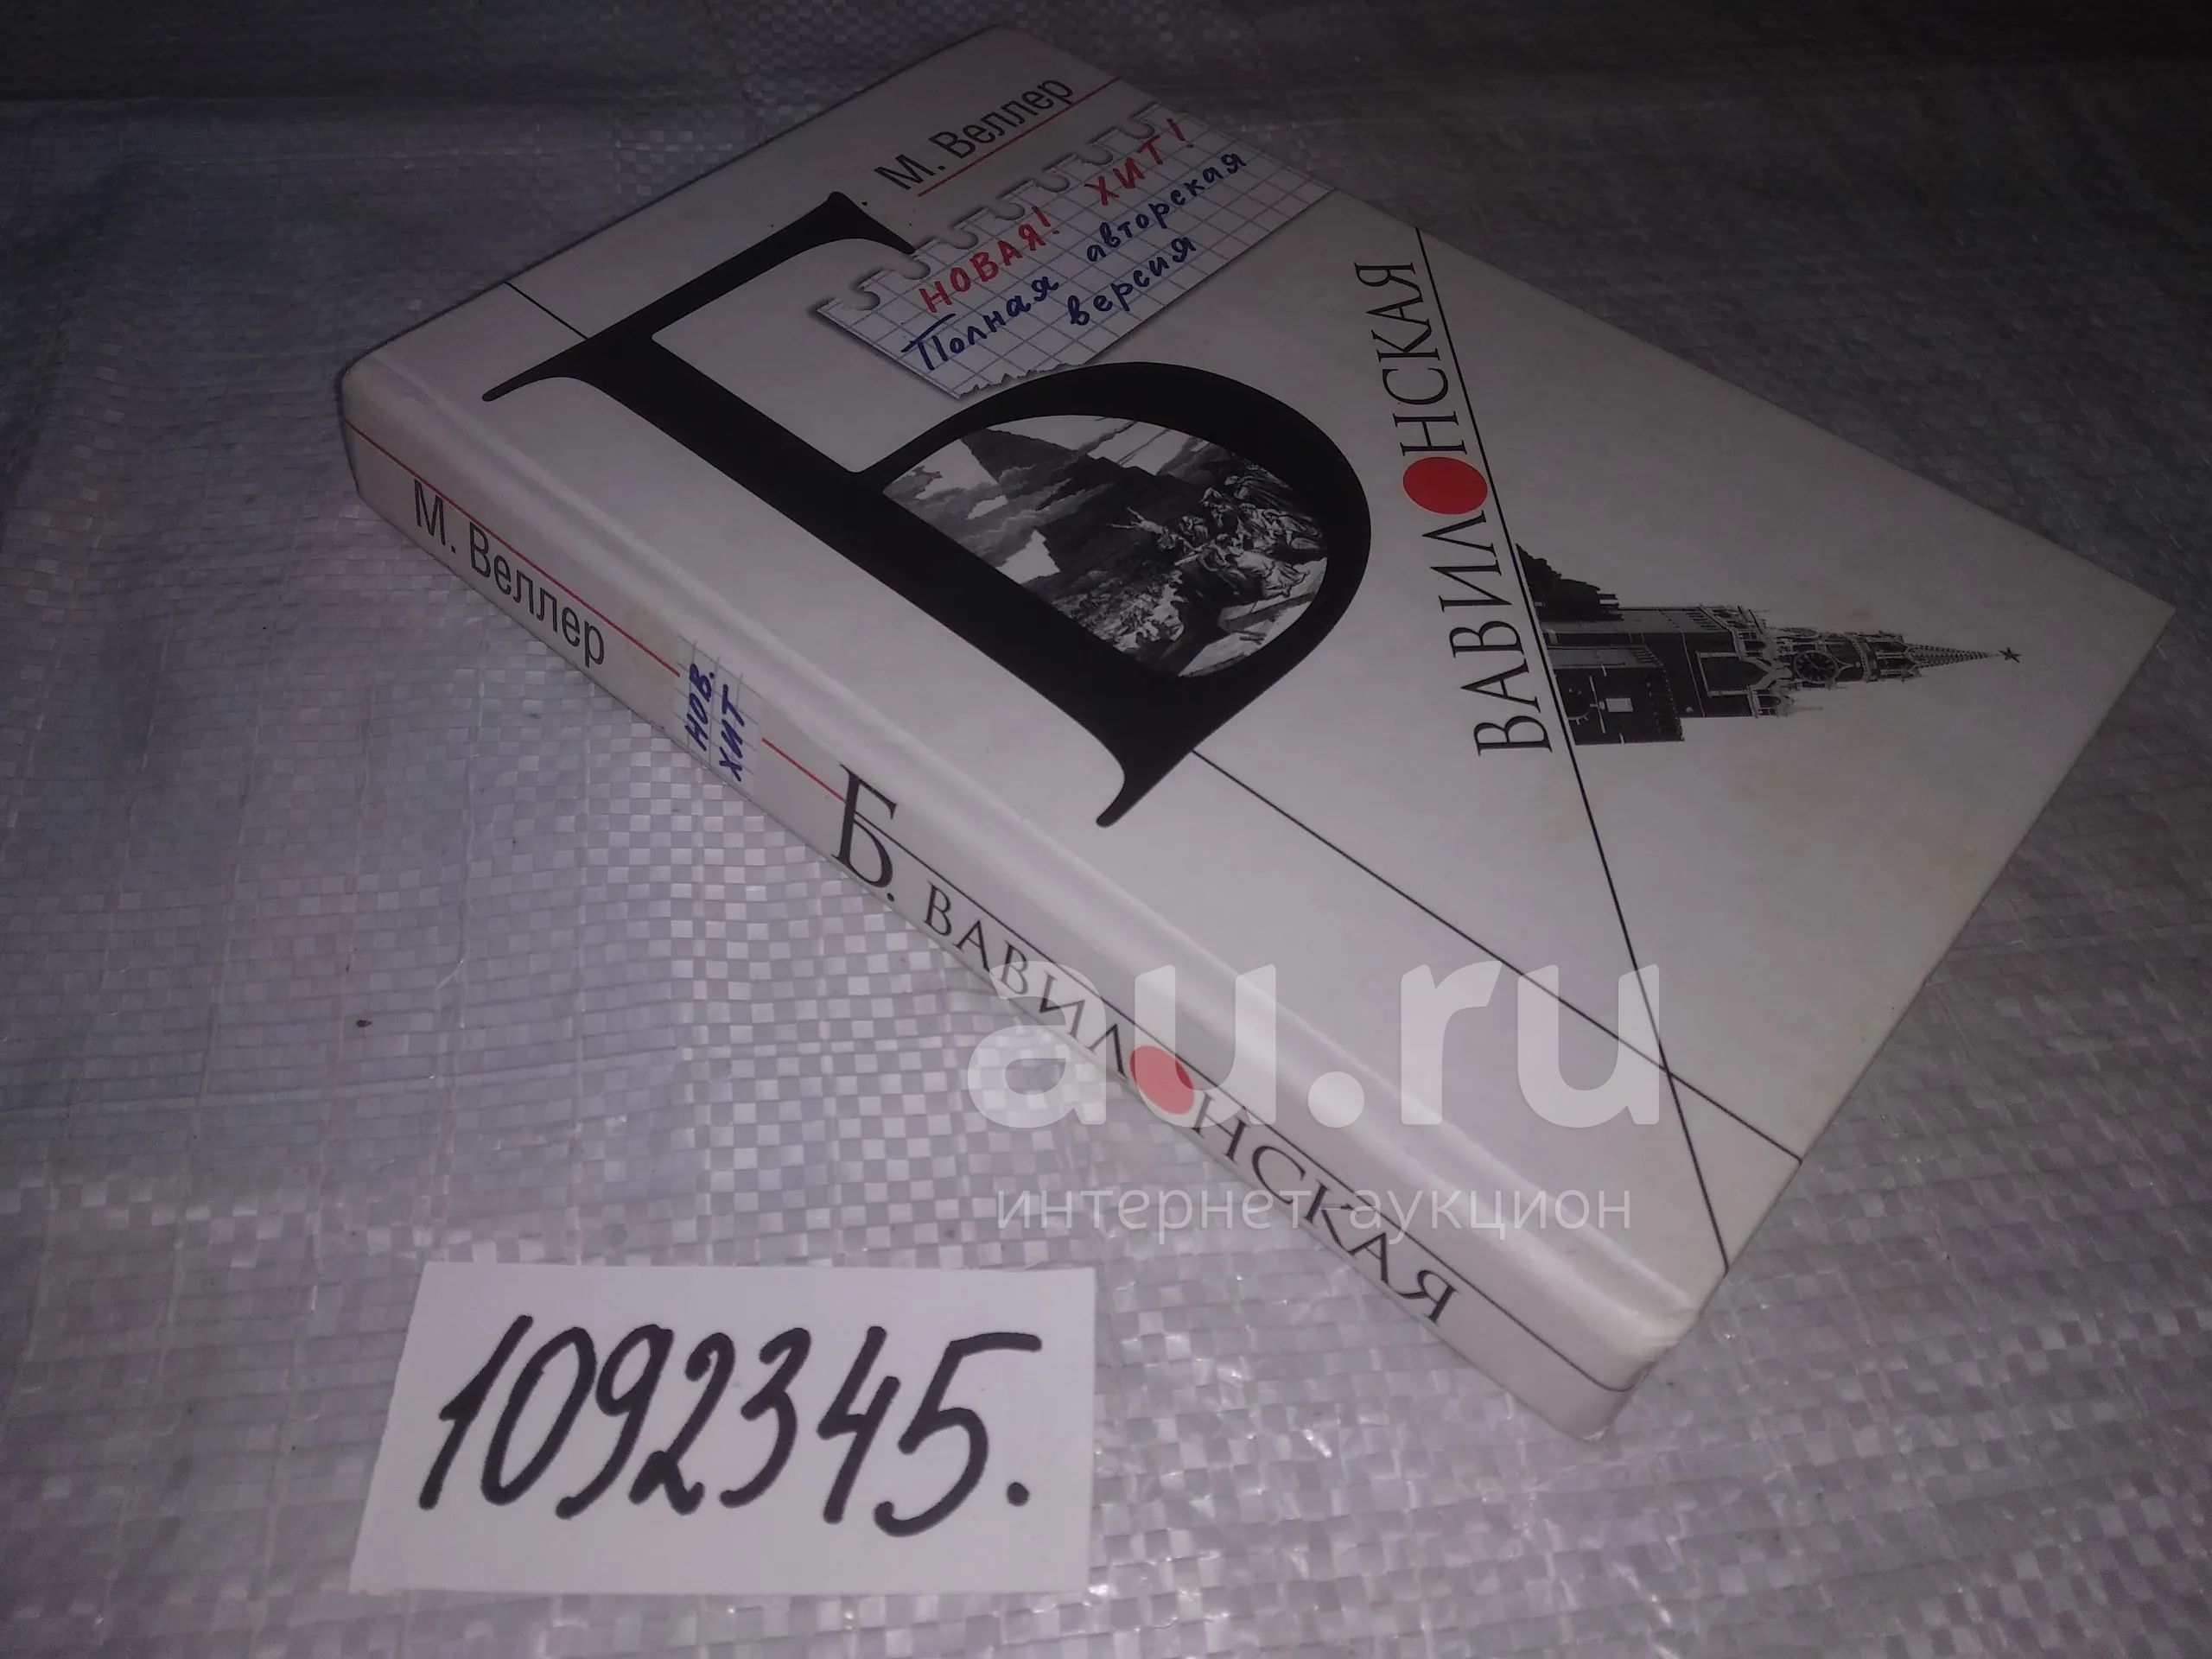 М. Веллер
НОВАЯ! ХИТ!
Полная авторская
версия
Б
ВАВИЛОНСКАЯ
М. Веллер
НОВ.
ХИТ
Б. ВАВИЛОНСКАЯ
au.ru
интернет-аукцион
1092345.